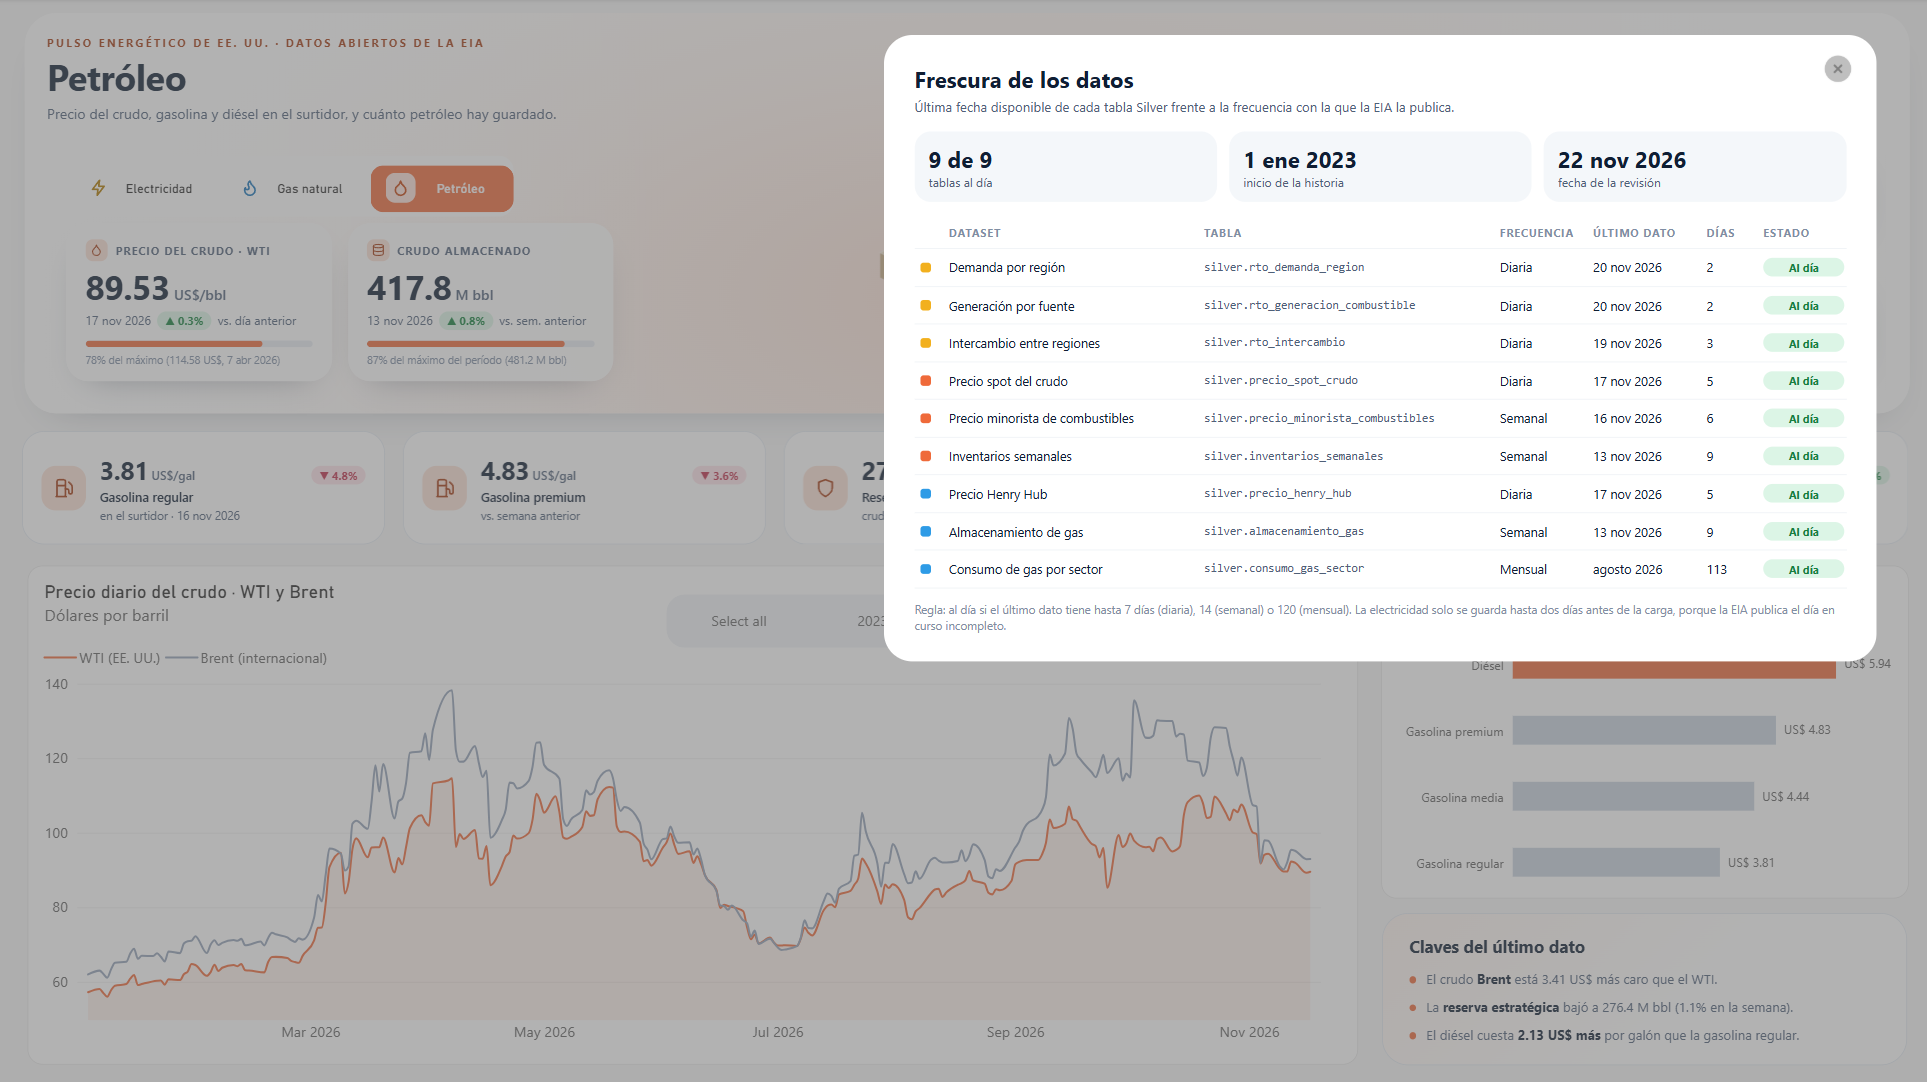 PULSO ENERGÉTICO DE EE. UU. · DATOS ABIERTOS DE LA EIA
Petróleo
Precio del crudo, gasolina y diésel en el surtidor, y cuánto petróleo hay guardado.
Electricidad
Gas natural
Petróleo
PRECIO DEL CRUDO · WTI
89.53 US$/bbl
17 nov 2026 ▲ 0.3% vs. día anterior
78% del máximo (114.58 US$, 7 abr 2026)
CRUDO ALMACENADO
417.8 M bbl
13 nov 2026 ▲ 0.8% vs. sem. anterior
87% del máximo del período (481.2 M bbl)
3.81 US$/gal ▼ 4.8%
Gasolina regular
en el surtidor · 16 nov 2026
4.83 US$/gal ▼ 3.6%
Gasolina premium
vs. semana anterior
27
Res
crud
%
Frescura de los datos
Última fecha disponible de cada tabla Silver frente a la frecuencia con la que la EIA la publica.
9 de 9
tablas al día
1 ene 2023
inicio de la historia
22 nov 2026
fecha de la revisión
DATASET TABLA FRECUENCIA ÚLTIMO DATO DÍAS ESTADO
Demanda por región silver.rto_demanda_region Diaria 20 nov 2026 2 Al día
Generación por fuente silver.rto_generacion_combustible Diaria 20 nov 2026 2 Al día
Intercambio entre regiones silver.rto_intercambio Diaria 19 nov 2026 3 Al día
Precio spot del crudo silver.precio_spot_crudo Diaria 17 nov 2026 5 Al día
Precio minorista de combustibles silver.precio_minorista_combustibles Semanal 16 nov 2026 6 Al día
Inventarios semanales silver.inventarios_semanales Semanal 13 nov 2026 9 Al día
Precio Henry Hub silver.precio_henry_hub Diaria 17 nov 2026 5 Al día
Almacenamiento de gas silver.almacenamiento_gas Semanal 13 nov 2026 9 Al día
Consumo de gas por sector silver.consumo_gas_sector Mensual agosto 2026 113 Al día
Regla: al día si el último dato tiene hasta 7 días (diaria), 14 (semanal) o 120 (mensual). La electricidad solo se guarda hasta dos días antes de la carga, porque la EIA publica el día en
curso incompleto.
Precio diario del crudo · WTI y Brent
Dólares por barril
Select all
2023
WTI (EE. UU.)
Brent (internacional)
140
120
100
80
60
Mar 2026
May 2026
Jul 2026
Sep 2026
Nov 2026
Diésel US$ 5.94
Gasolina premium US$ 4.83
Gasolina media US$ 4.44
Gasolina regular US$ 3.81
Claves del último dato
El crudo Brent está 3.41 US$ más caro que el WTI.
La reserva estratégica bajó a 276.4 M bbl (1.1% en la semana).
El diésel cuesta 2.13 US$ más por galón que la gasolina regular.